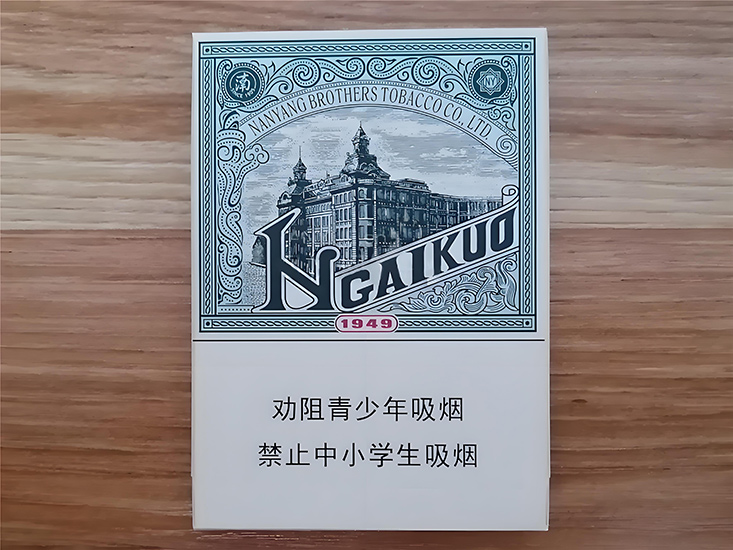 南
NY
NANYANG BROTHERS TOBACCO CO., LTD
NGAIKUO
1949
劝阻青少年吸烟
禁止中小学生吸烟